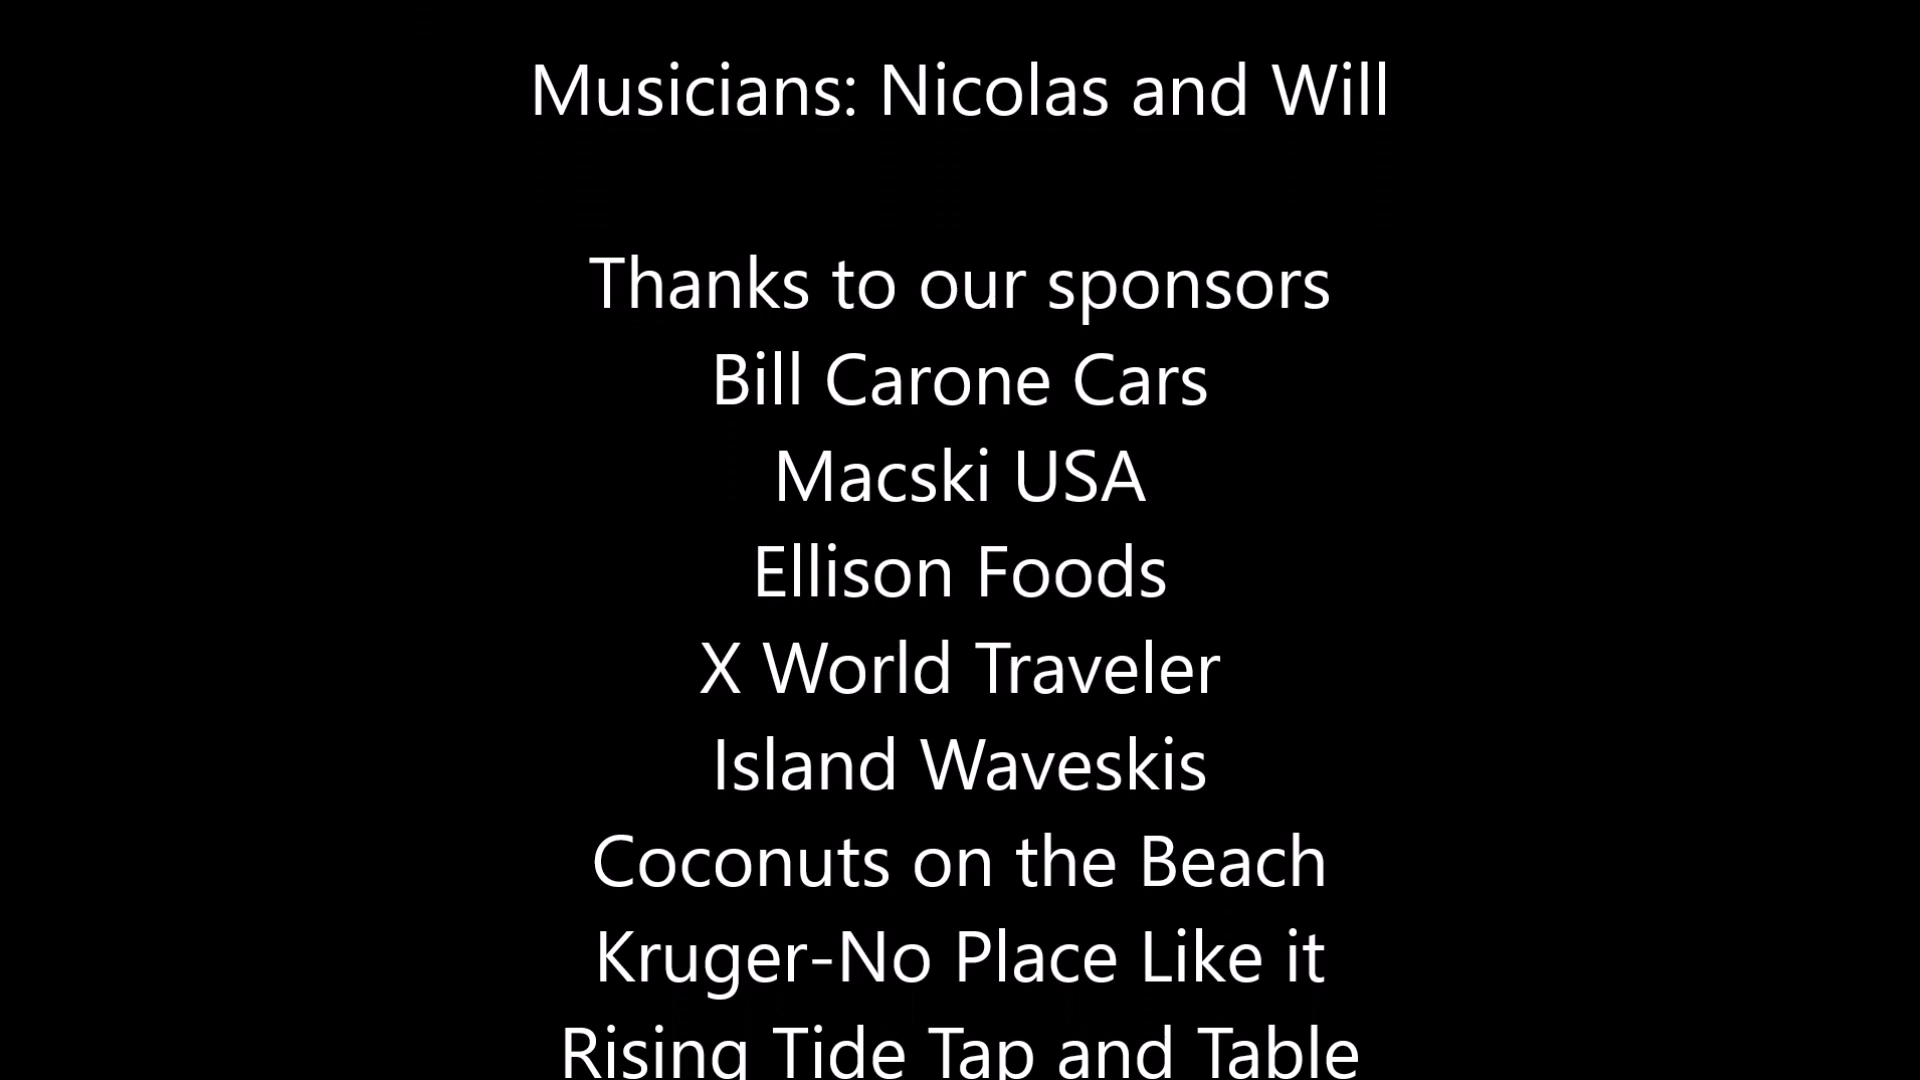 Musicians: Nicolas and Will
Thanks to our sponsors
Bill Carone Cars
Macski USA
Ellison Foods
X World Traveler
Island Waveskis
Coconuts on the Beach
Kruger-No Place Like it
Rising Tide Tap and Table